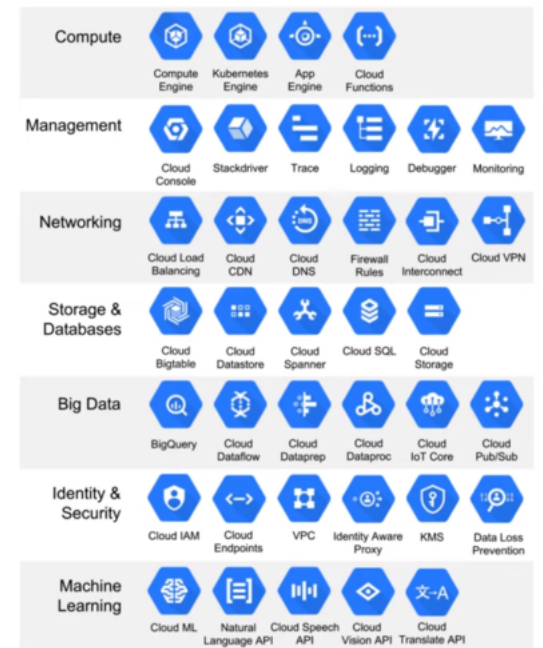 Compute
Compute Engine
Kubernetes Engine
App Engine
Cloud Functions
Management
Cloud Console
Stackdriver
Trace
Logging
Debugger
Monitoring
Networking
Cloud Load Balancing
Cloud CDN
DNS
Cloud DNS
Firewall Rules
Cloud Interconnect
Cloud VPN
Storage & Databases
Cloud Bigtable
Cloud Datastore
Cloud Spanner
Cloud SQL
Cloud Storage
Big Data
BigQuery
Cloud Dataflow
Cloud Dataprep
Cloud Dataproc
Cloud IoT Core
Cloud Pub/Sub
Identity & Security
Cloud IAM
Cloud Endpoints
VPC
Identity Aware Proxy
KMS
Data Loss Prevention
Machine Learning
Cloud ML
Natural Language API
Cloud Speech API
Cloud Vision API
文→A
Cloud Translate API